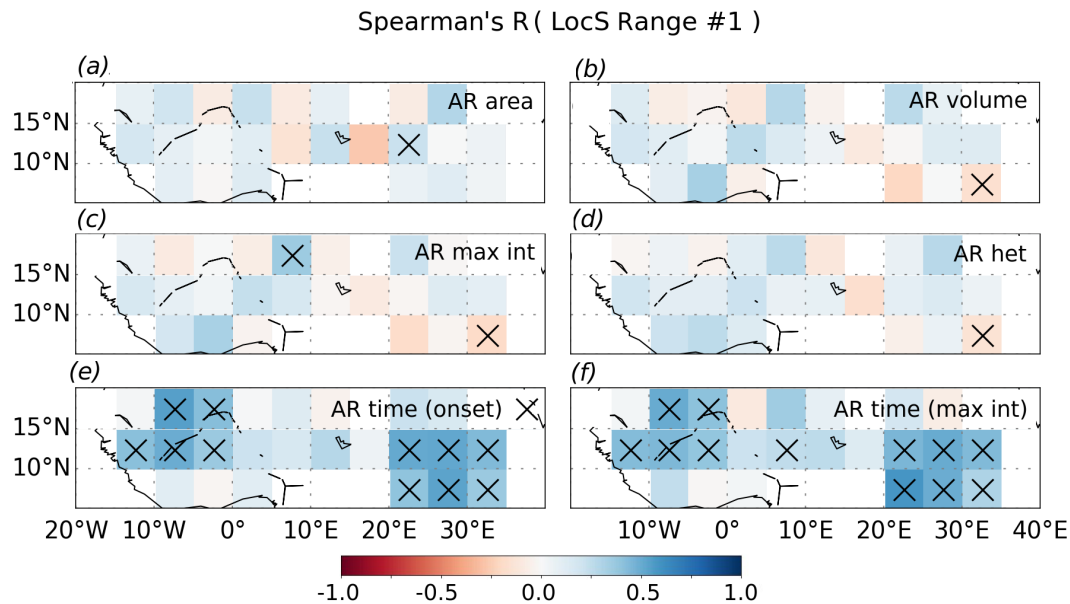 Spearman's R ( LocS Range #1 )
(a) (b)
AR area AR volume
15°N
10°N
(c) (d)
AR max int AR het
15°N
10°N
(e) (f)
AR time (onset) AR time (max int)
15°N
10°N
20°W 10°W 0° 10°E 20°E 30°E 10°W 0° 10°E 20°E 30°E 40°E
-1.0 -0.5 0.0 0.5 1.0